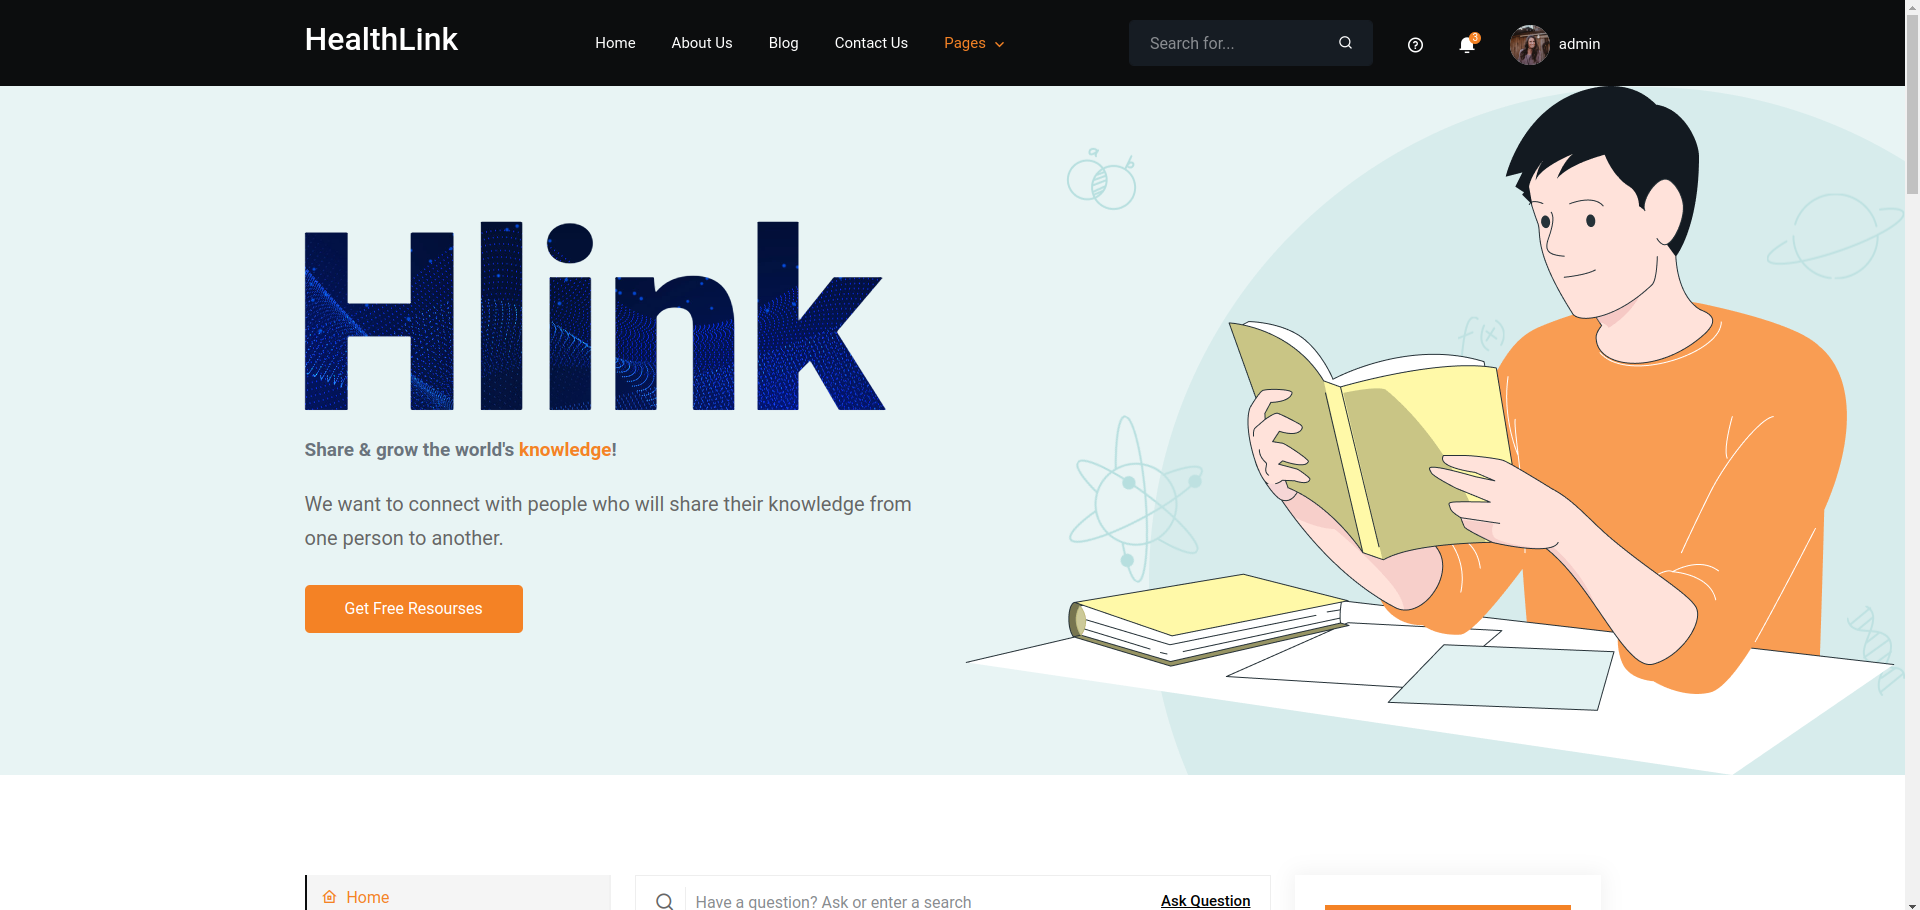 HealthLink
Home
About Us
Blog
Contact Us
Pages
Search for...
3
admin
a
b
f(x)
Hlink
Share & grow the world's knowledge!
We want to connect with people who will share their knowledge from
one person to another.
Get Free Resourses
Home
Have a question? Ask or enter a search
Ask Question